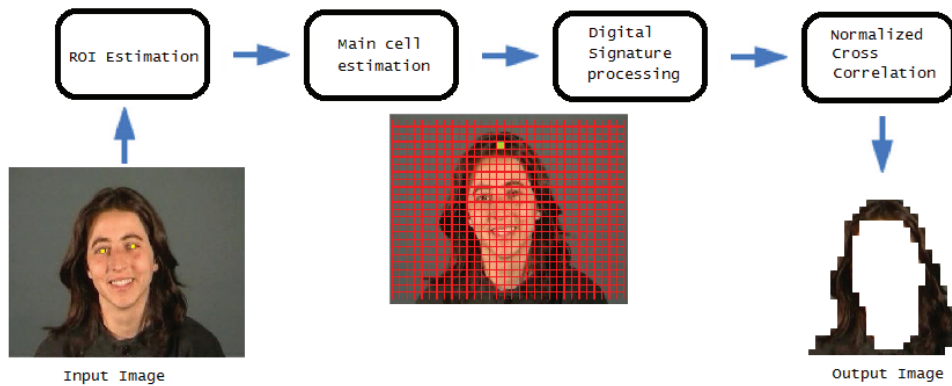 ROI Estimation
Main cell
estimation
Digital
Signature
processing
Normalized
Cross
Correlation
Input Image
Output Image